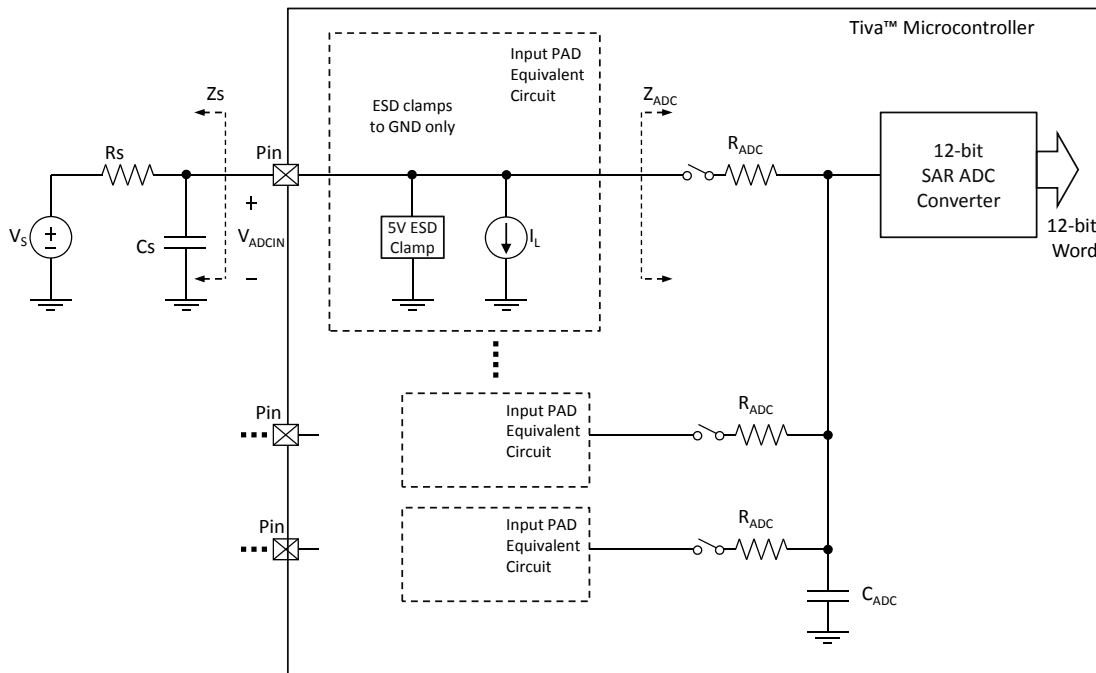 Tiva™ Microcontroller
Input PAD
Equivalent
Circuit
ESD clamps
to GND only
Zs
Z_ADC
Rs
Pin
R_ADC
12-bit
SAR ADC
Converter
V_S
Cs
V_ADCIN
5V ESD
Clamp
I_L
12-bit
Word
Pin
Input PAD
Equivalent
Circuit
R_ADC
Pin
Input PAD
Equivalent
Circuit
R_ADC
C_ADC